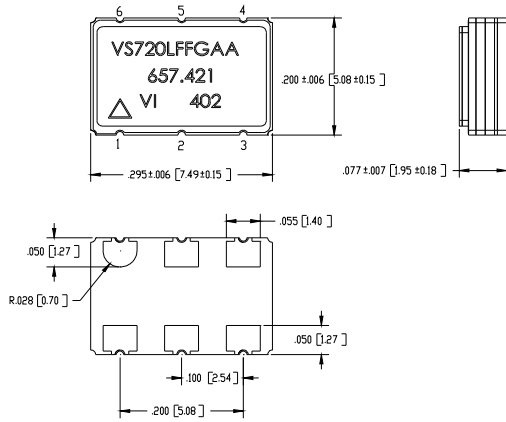 6 5 4
VS720LFFGAA
657.421
VI 402
1 2 3
.200 ±.006 [5.08 ±0.15 ]
.295±.006 [7.49±0.15 ]
.077±.007 [1.95 ±0.18 ]
.055 [1.40 ]
.050 [1.27 ]
R.028 [0.70 ]
.050 [1.27 ]
.100 [2.54 ]
.200 [5.08 ]